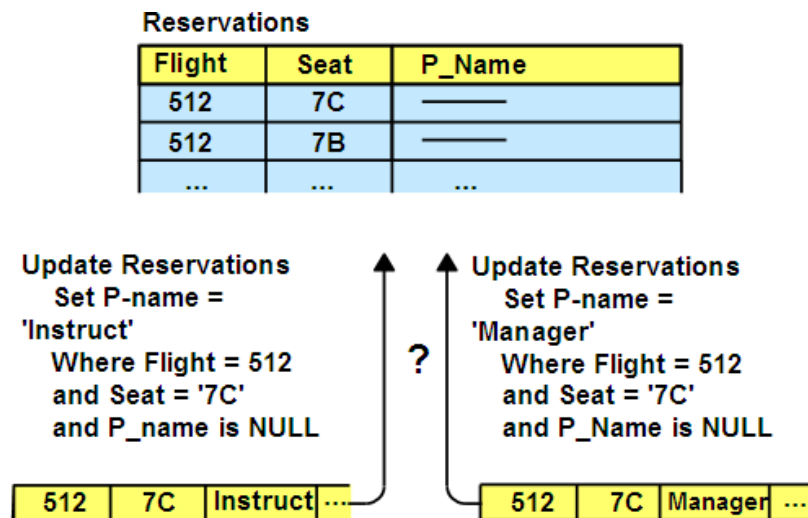 Reservations
Flight Seat P_Name
512 7C
512 7B
... ... ...
Update Reservations
Set P-name =
'Instruct'
Where Flight = 512
and Seat = '7C'
and P_name is NULL
?
Update Reservations
Set P-name =
'Manager'
Where Flight = 512
and Seat = '7C'
and P_Name is NULL
512 7C Instruct ...
512 7C Manager ...